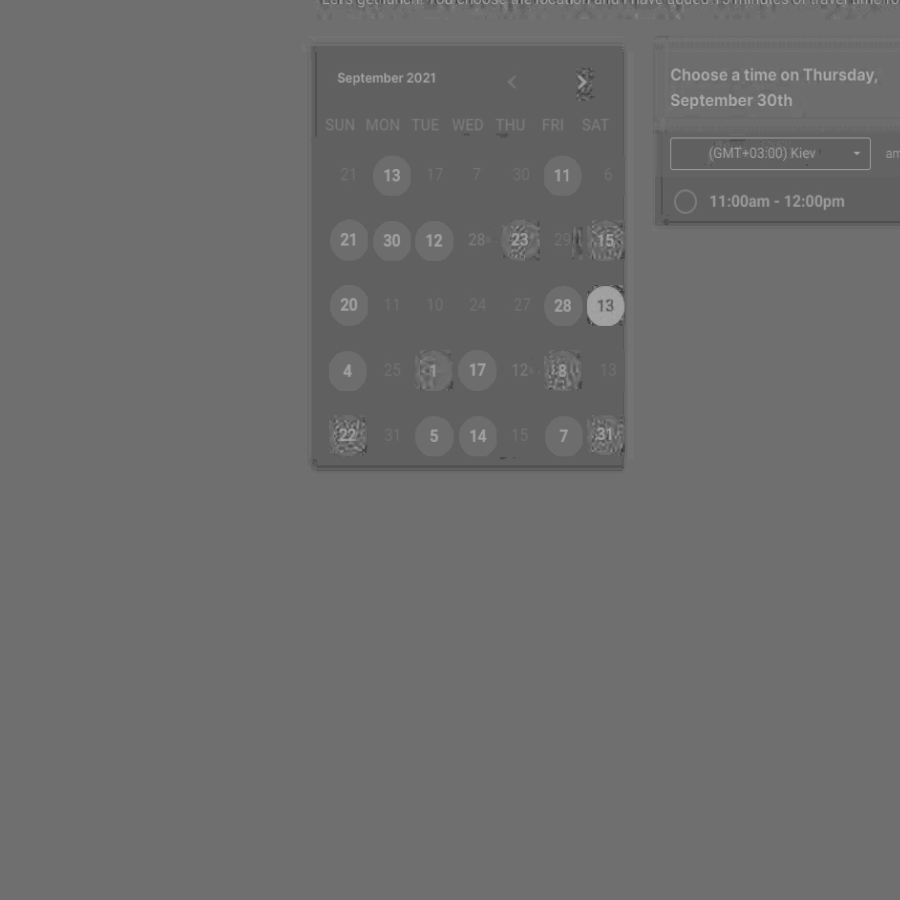 Let's get lunch! You choose the location and I have added 15 minutes of travel time
September 2021
SUN MON TUE WED THU FRI SAT
21 13 17 7 30 11 6
21 30 12 28 23 29 15
20 11 10 24 27 28 13
4 25 1 17 12 8 13
22 31 5 14 15 7 31
Choose a time on Thursday,
September 30th
(GMT+03:00) Kiev
am
11:00am - 12:00pm